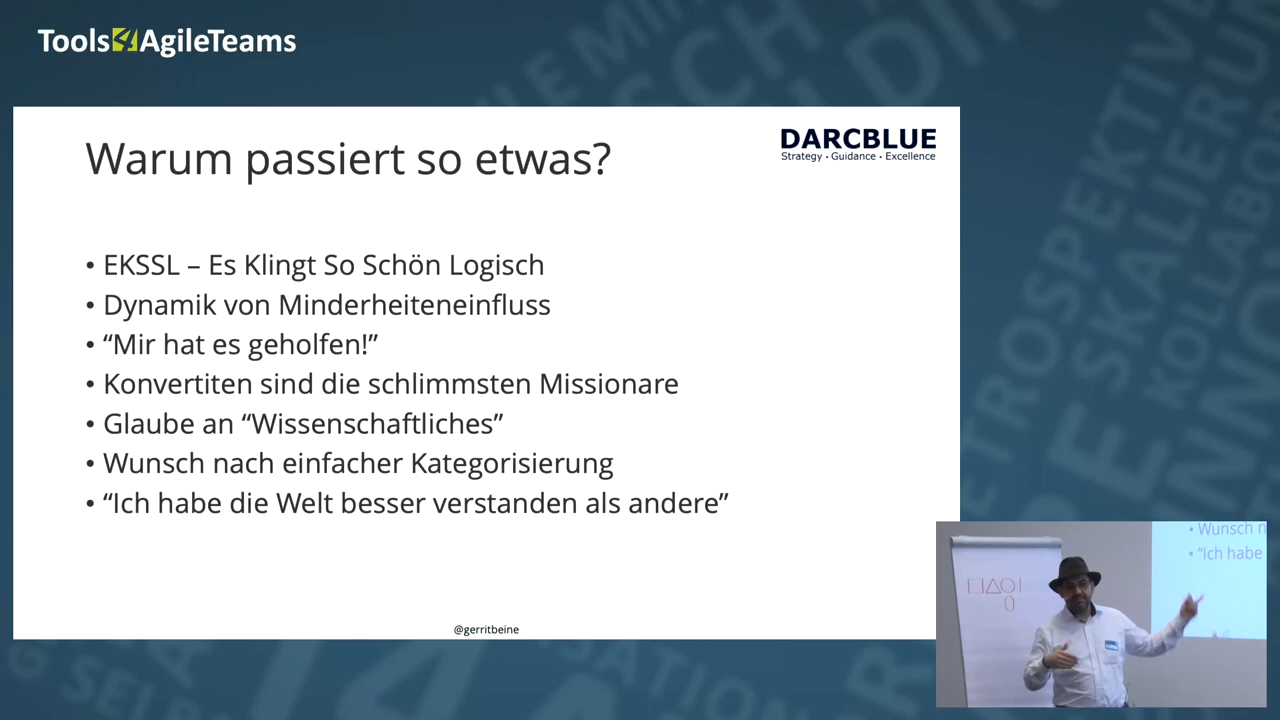 Tools4AgileTeams
Warum passiert so etwas?
DARCBLUE
Strategy • Guidance • Excellence
• EKSSL – Es Klingt So Schön Logisch
• Dynamik von Minderheiteneinfluss
• “Mir hat es geholfen!”
• Konvertiten sind die schlimmsten Missionare
• Glaube an “Wissenschaftliches”
• Wunsch nach einfacher Kategorisierung
• “Ich habe die Welt besser verstanden als andere”
@gerritbeine
• Wunsch n
• “Ich habe